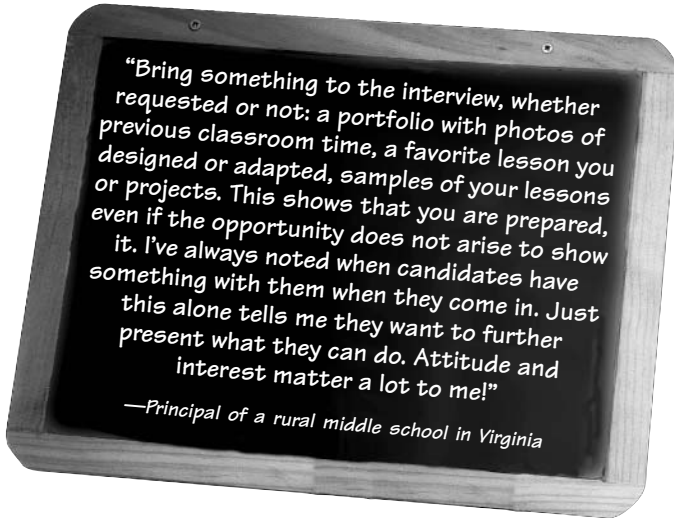 “Bring something to the interview, whether
requested or not: a portfolio with photos of
previous classroom time, a favorite lesson you
designed or adapted, samples of your lessons
or projects. This shows that you are prepared,
even if the opportunity does not arise to show
it. I’ve always noted when candidates have
something with them when they come in. Just
this alone tells me they want to further
present what they can do. Attitude and
interest matter a lot to me!”
—Principal of a rural middle school in Virginia